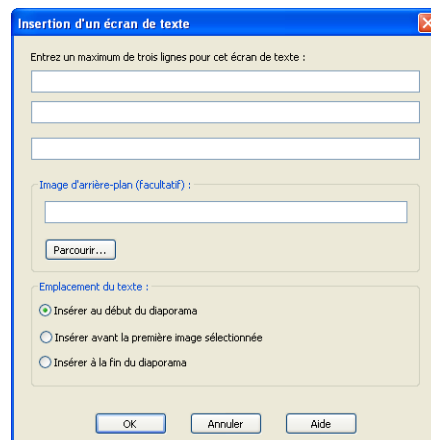 Insertion d'un écran de texte
Entrez un maximum de trois lignes pour cet écran de texte :
Image d'arrière-plan (facultatif) :
Parcourir...
Emplacement du texte :
Insérer au début du diaporama
Insérer avant la première image sélectionnée
Insérer à la fin du diaporama
OK Annuler Aide